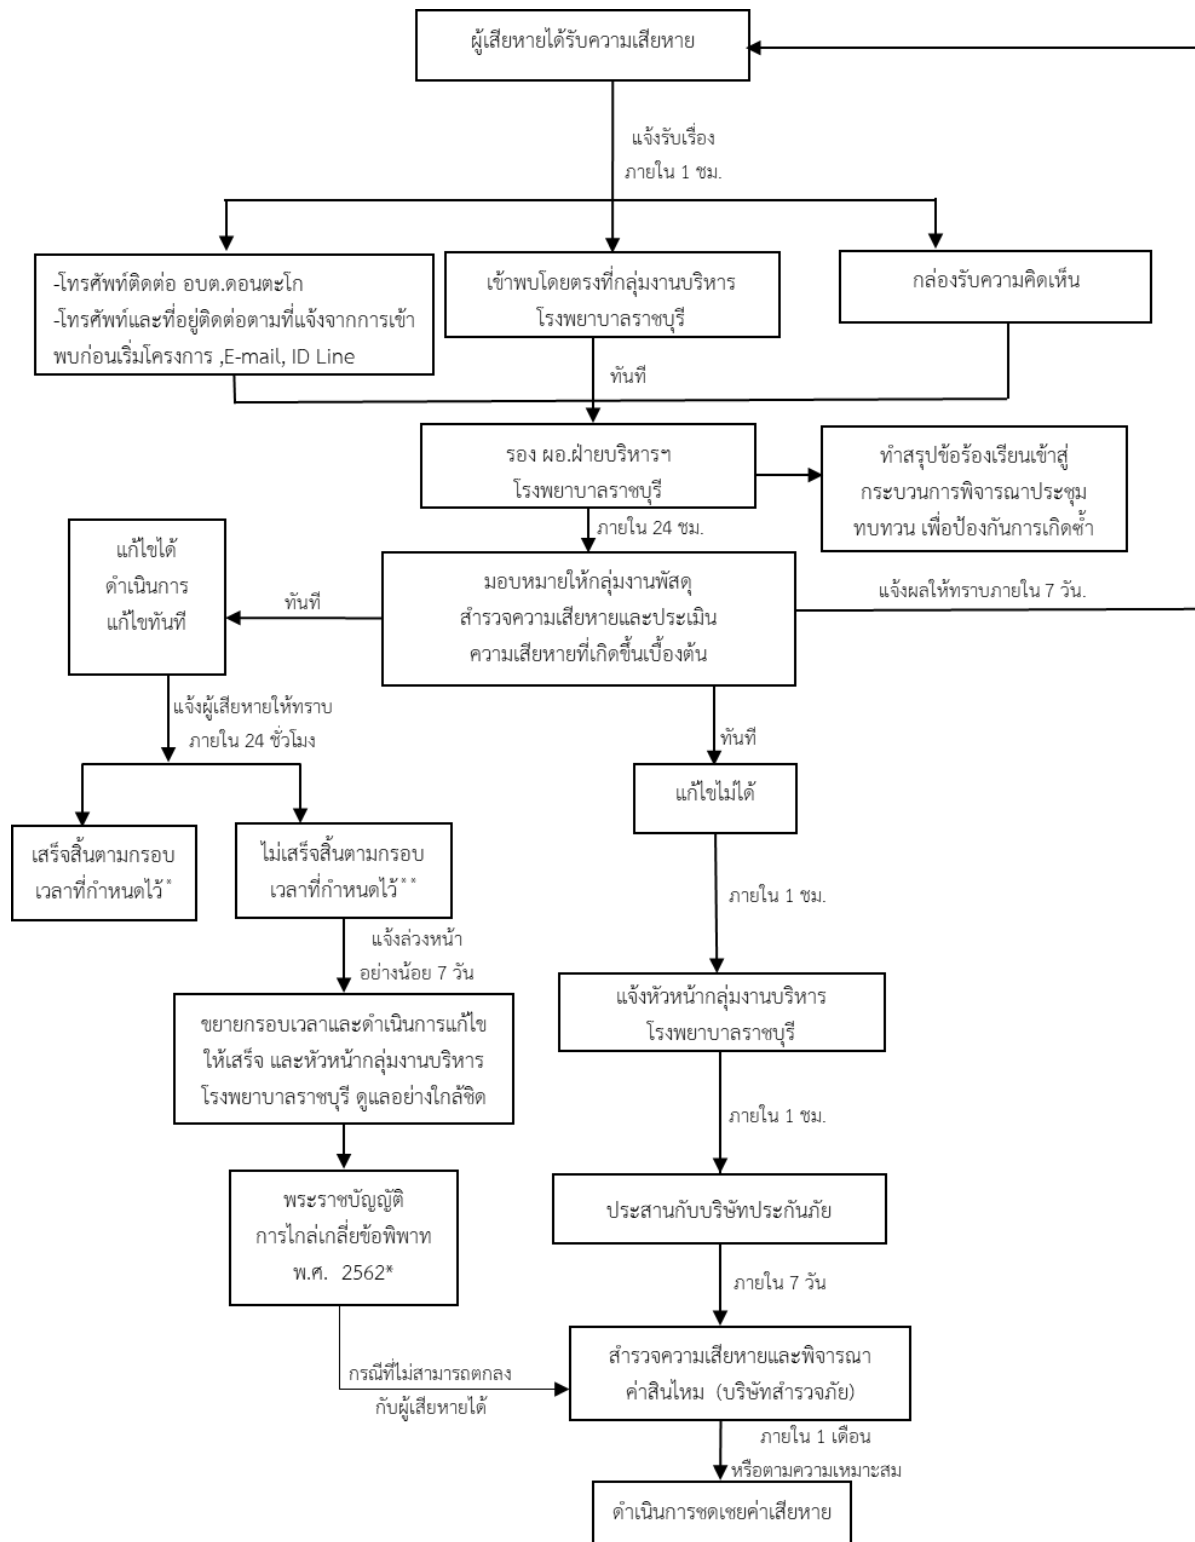 ผู้เสียหายได้รับความเสียหาย
แจ้งรับเรื่อง
ภายใน 1 ชม.
-โทรศัพท์ติดต่อ อบต.ดอนตะโก
-โทรศัพท์และที่อยู่ติดต่อตามที่แจ้งจากการเข้า
พบก่อนเริ่มโครงการ ,E-mail, ID Line
เข้าพบโดยตรงที่กลุ่มงานบริหาร
โรงพยาบาลราชบุรี
กล่องรับความคิดเห็น
ทันที
รอง ผอ.ฝ่ายบริหารฯ
โรงพยาบาลราชบุรี
ทำสรุปข้อร้องเรียนเข้าสู่
กระบวนการพิจารณาประชุม
ทบทวน เพื่อป้องกันการเกิดซ้ำ
ภายใน 24 ชม.
แก้ไขได้
ดำเนินการ
แก้ไขทันที
ทันที
มอบหมายให้กลุ่มงานพัสดุ
สำรวจความเสียหายและประเมิน
ความเสียหายที่เกิดขึ้นเบื้องต้น
แจ้งผลให้ทราบภายใน 7 วัน.
แจ้งผู้เสียหายให้ทราบ
ภายใน 24 ชั่วโมง
ทันที
แก้ไขไม่ได้
เสร็จสิ้นตามกรอบ
เวลาที่กำหนดไว้*
ไม่เสร็จสิ้นตามกรอบ
เวลาที่กำหนดไว้**
ภายใน 1 ชม.
แจ้งล่วงหน้า
อย่างน้อย 7 วัน
แจ้งหัวหน้ากลุ่มงานบริหาร
โรงพยาบาลราชบุรี
ขยายกรอบเวลาและดำเนินการแก้ไข
ให้เสร็จ และหัวหน้ากลุ่มงานบริหาร
โรงพยาบาลราชบุรี ดูแลอย่างใกล้ชิด
ภายใน 1 ชม.
พระราชบัญญัติ
การไกล่เกลี่ยข้อพิพาท
พ.ศ. 2562*
ประสานกับบริษัทประกันภัย
ภายใน 7 วัน
กรณีที่ไม่สามารถตกลง
กับผู้เสียหายได้
สำรวจความเสียหายและพิจารณา
ค่าสินไหม (บริษัทสำรวจภัย)
ภายใน 1 เดือน
หรือตามความเหมาะสม
ดำเนินการชดเชยค่าเสียหาย